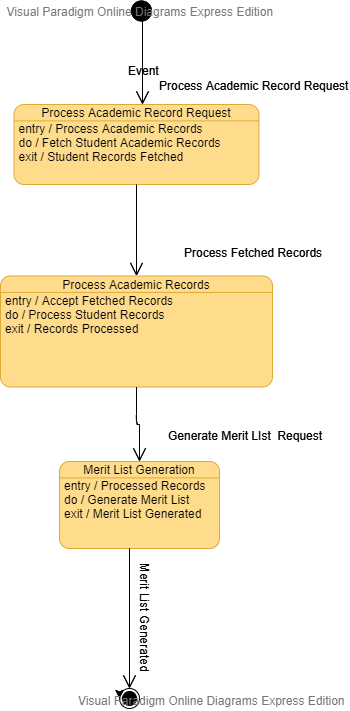 Visual Paradigm Online Diagrams Express Edition
Event
Process Academic Record Request
Process Academic Record Request
entry / Process Academic Records
do / Fetch Student Academic Records
exit / Student Records Fetched
Process Fetched Records
Process Academic Records
entry / Accept Fetched Records
do / Process Student Records
exit / Records Processed
Generate Merit LIst Request
Merit List Generation
entry / Processed Records
do / Generate Merit List
exit / Merit List Generated
Merit List Generated
Visual Paradigm Online Diagrams Express Edition